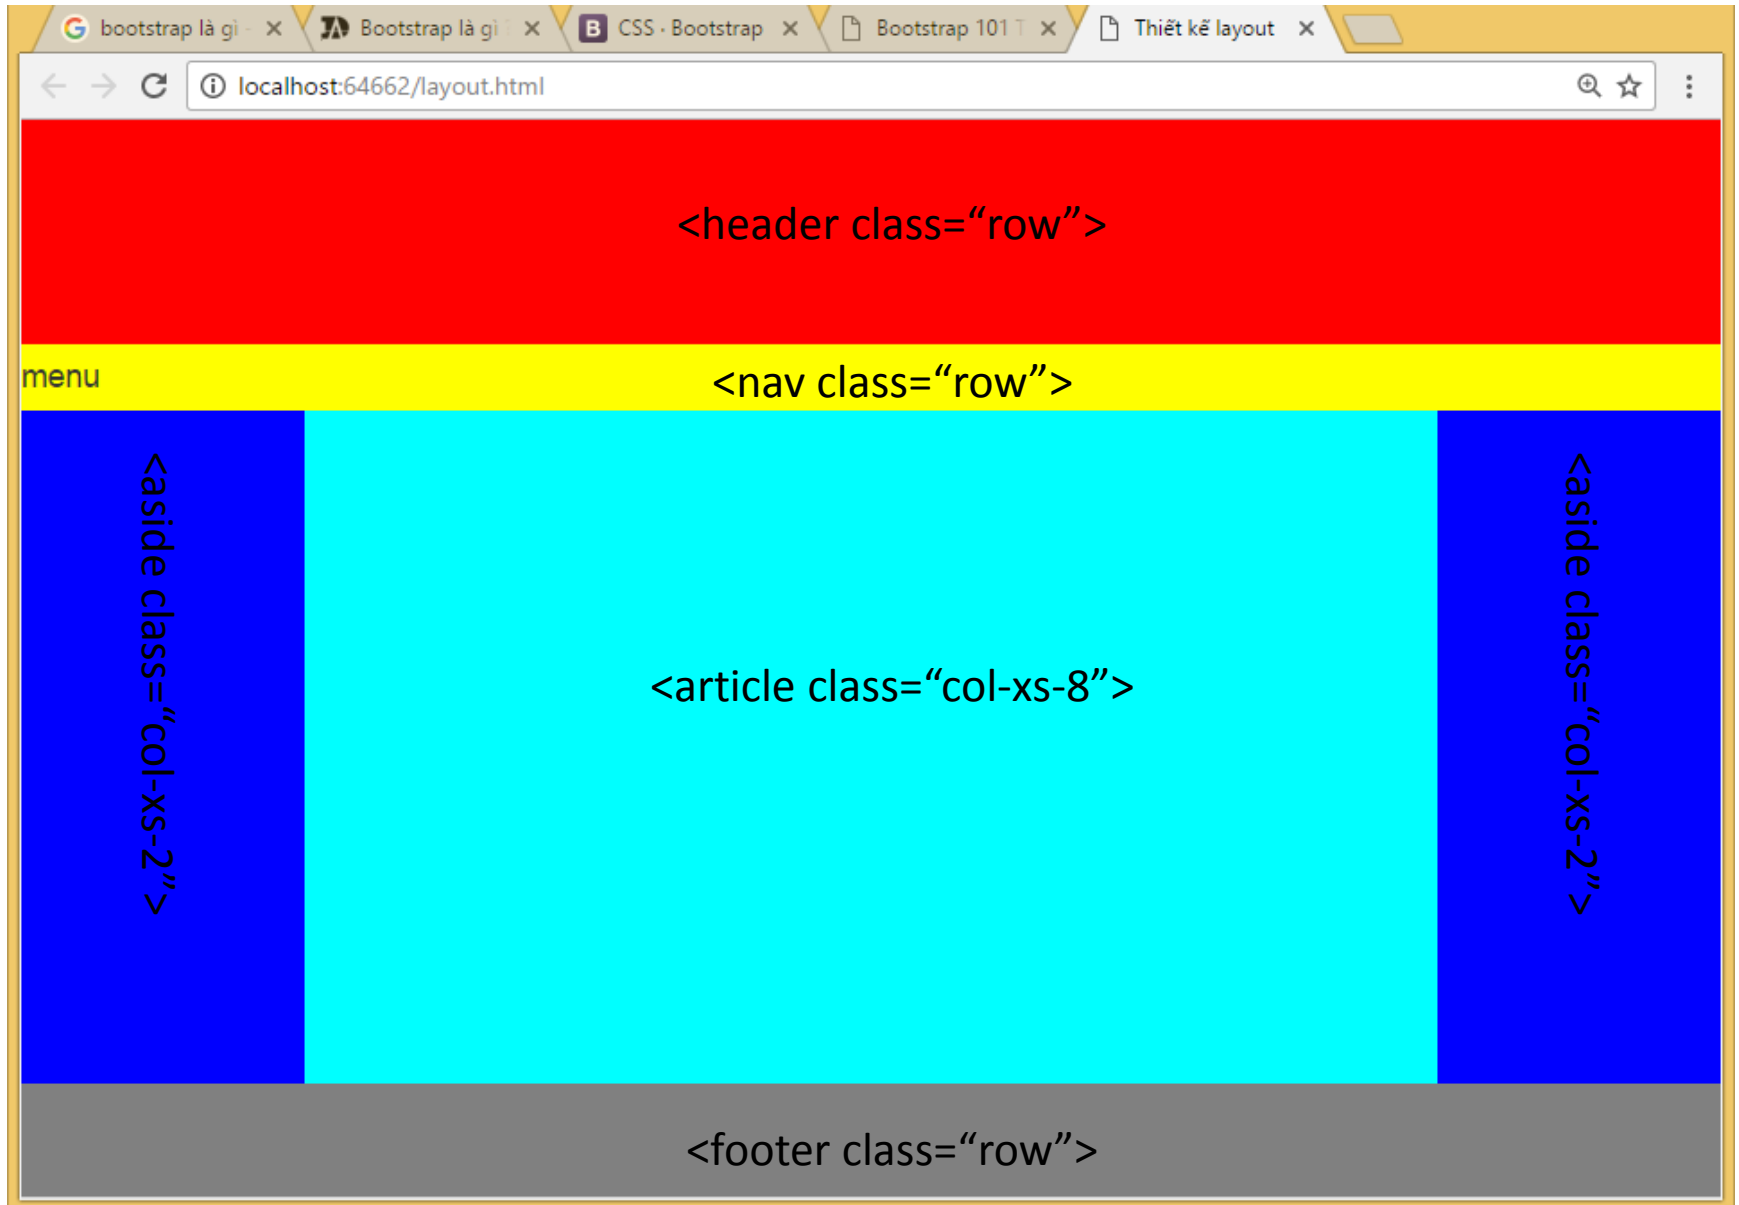 bootstrap là gì -
Bootstrap là gì
CSS · Bootstrap
Bootstrap 101 T
Thiết kế layout
localhost:64662/layout.html
<header class=“row”>
menu
<nav class=“row”>
<aside class=“col-xs-2”>
<article class=“col-xs-8”>
<aside class=“col-xs-2”>
<footer class=“row”>